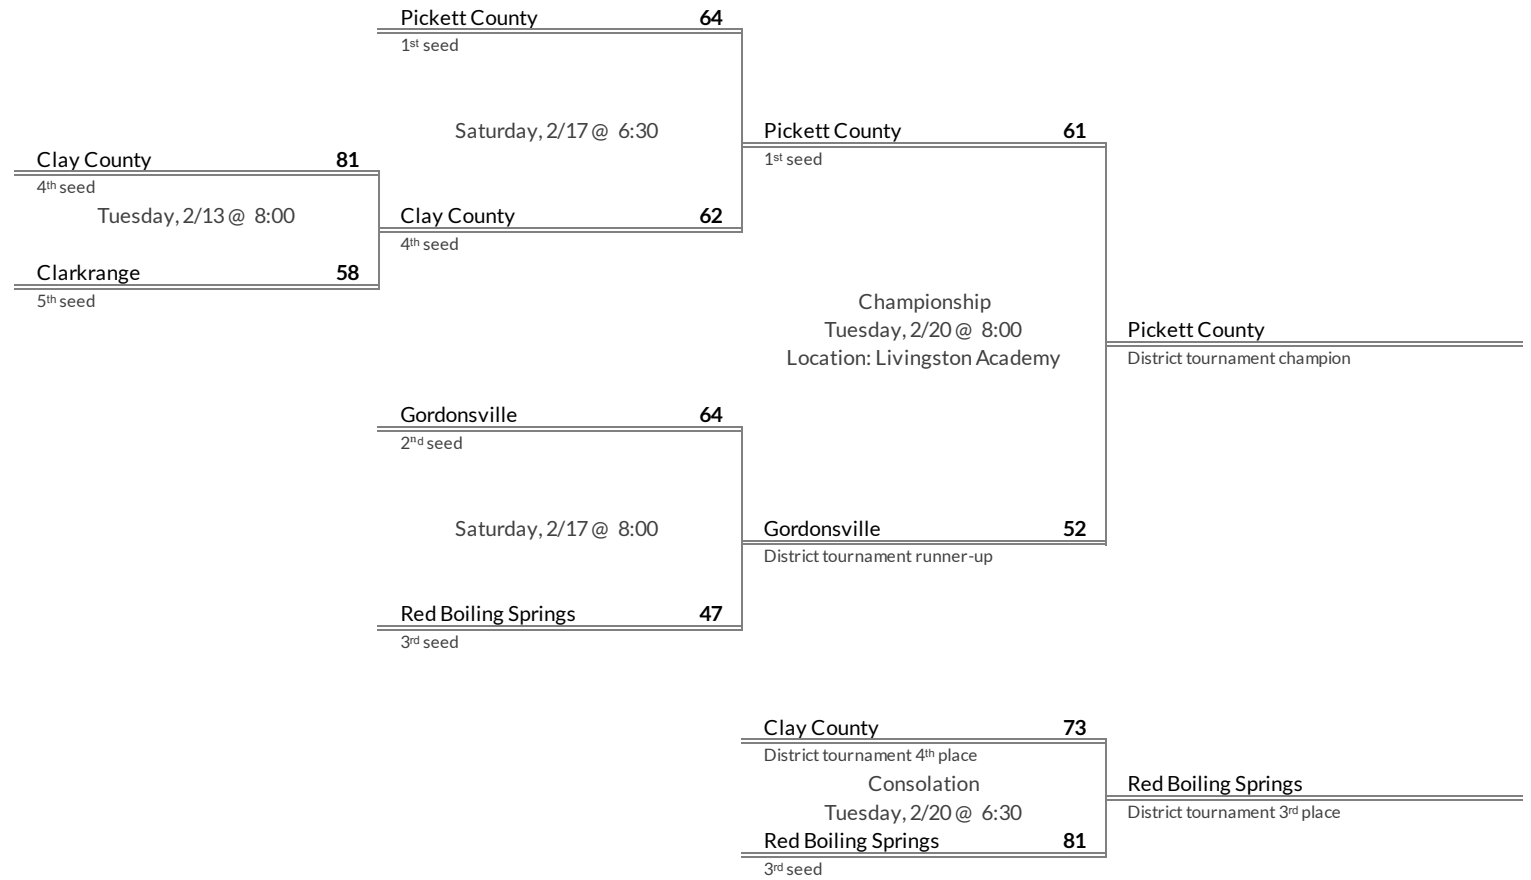 Pickett County 64
1st seed
Saturday, 2/17 @ 6:30
Pickett County 61
1st seed
Clay County 81
4th seed
Tuesday, 2/13 @ 8:00
Clay County 62
4th seed
Clarkrange 58
5th seed
Championship
Tuesday, 2/20 @ 8:00
Location: Livingston Academy
Pickett County
District tournament champion
Gordonsville 64
2nd seed
Saturday, 2/17 @ 8:00
Gordonsville 52
District tournament runner-up
Red Boiling Springs 47
3rd seed
Clay County 73
District tournament 4th place
Consolation
Tuesday, 2/20 @ 6:30
Red Boiling Springs
District tournament 3rd place
Red Boiling Springs 81
3rd seed